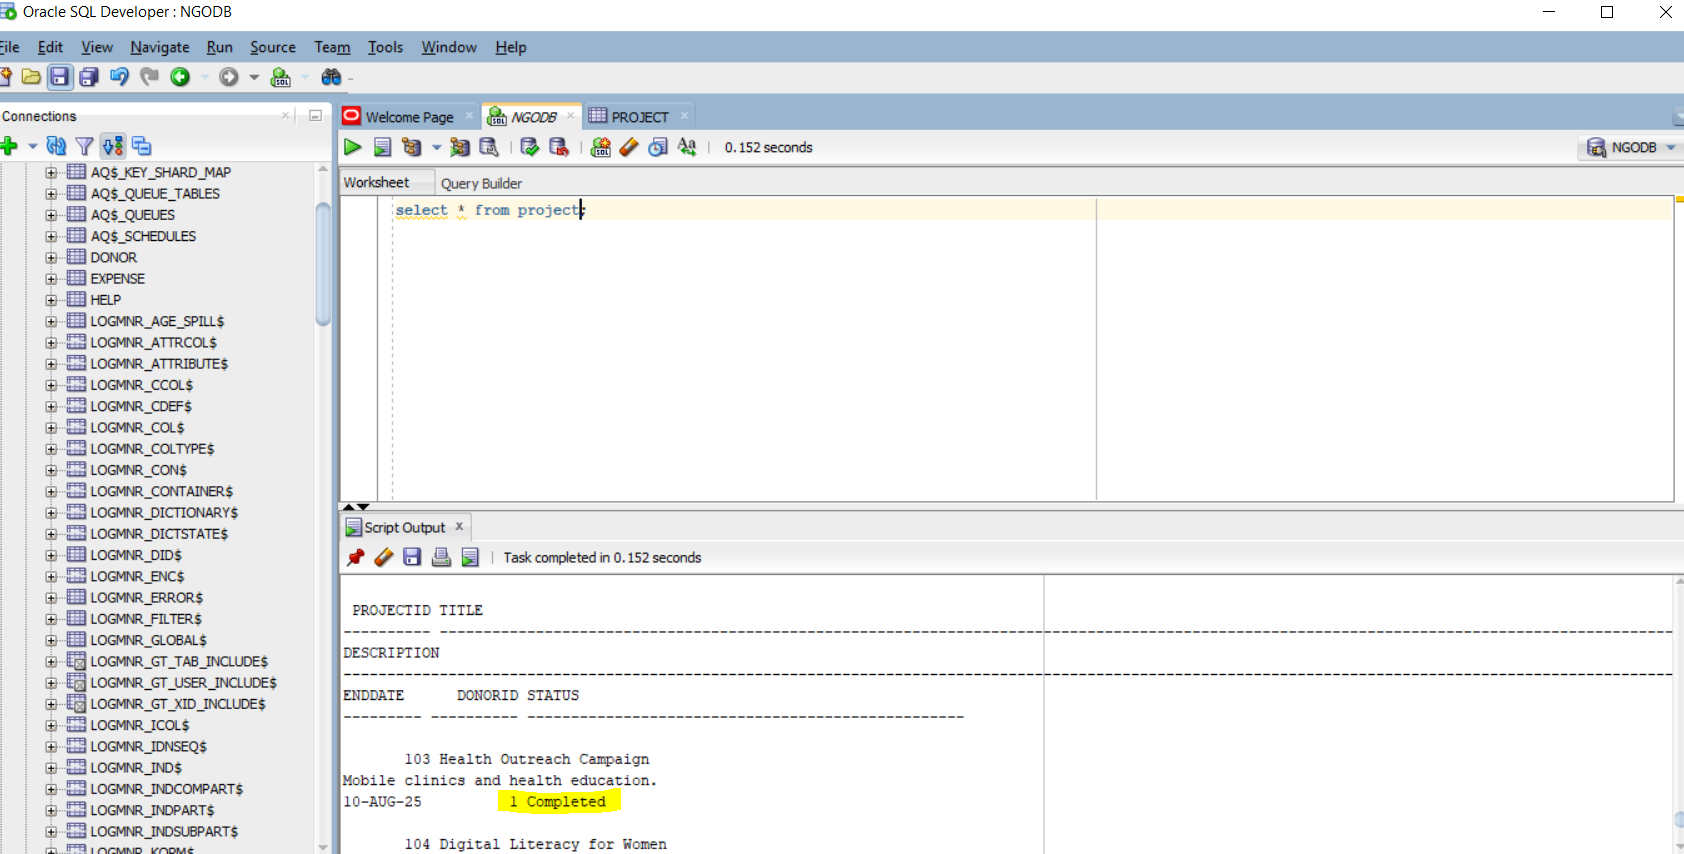 Oracle SQL Developer : NGODB
File Edit View Navigate Run Source Team Tools Window Help
Connections
Welcome Page
NGODB
PROJECT
0.152 seconds
NGODB
Worksheet
Query Builder
AQ$_KEY_SHARD_MAP
AQ$_QUEUE_TABLES
AQ$_QUEUES
AQ$_SCHEDULES
DONOR
EXPENSE
HELP
LOGMNR_AGE_SPILL$
LOGMNR_ATTRCOL$
LOGMNR_ATTRIBUTE$
LOGMNR_CCOL$
LOGMNR_CDEF$
LOGMNR_COL$
LOGMNR_COLTYPE$
LOGMNR_CON$
LOGMNR_CONTAINER$
LOGMNR_DICTIONARY$
LOGMNR_DICTSTATE$
LOGMNR_DID$
LOGMNR_ENC$
LOGMNR_ERROR$
LOGMNR_FILTER$
LOGMNR_GLOBAL$
LOGMNR_GT_TAB_INCLUDE$
LOGMNR_GT_USER_INCLUDE$
LOGMNR_GT_XID_INCLUDE$
LOGMNR_ICOL$
LOGMNR_IDNSEQ$
LOGMNR_IND$
LOGMNR_INDCOMPART$
LOGMNR_INDPART$
LOGMNR_INDSUBPART$
LOGMNR_KOPM$
select * from project;
Script Output
Task completed in 0.152 seconds
PROJECTID TITLE
DESCRIPTION
ENDDATE DONORID STATUS
103 Health Outreach Campaign
Mobile clinics and health education.
10-AUG-25 1 Completed
104 Digital Literacy for Women